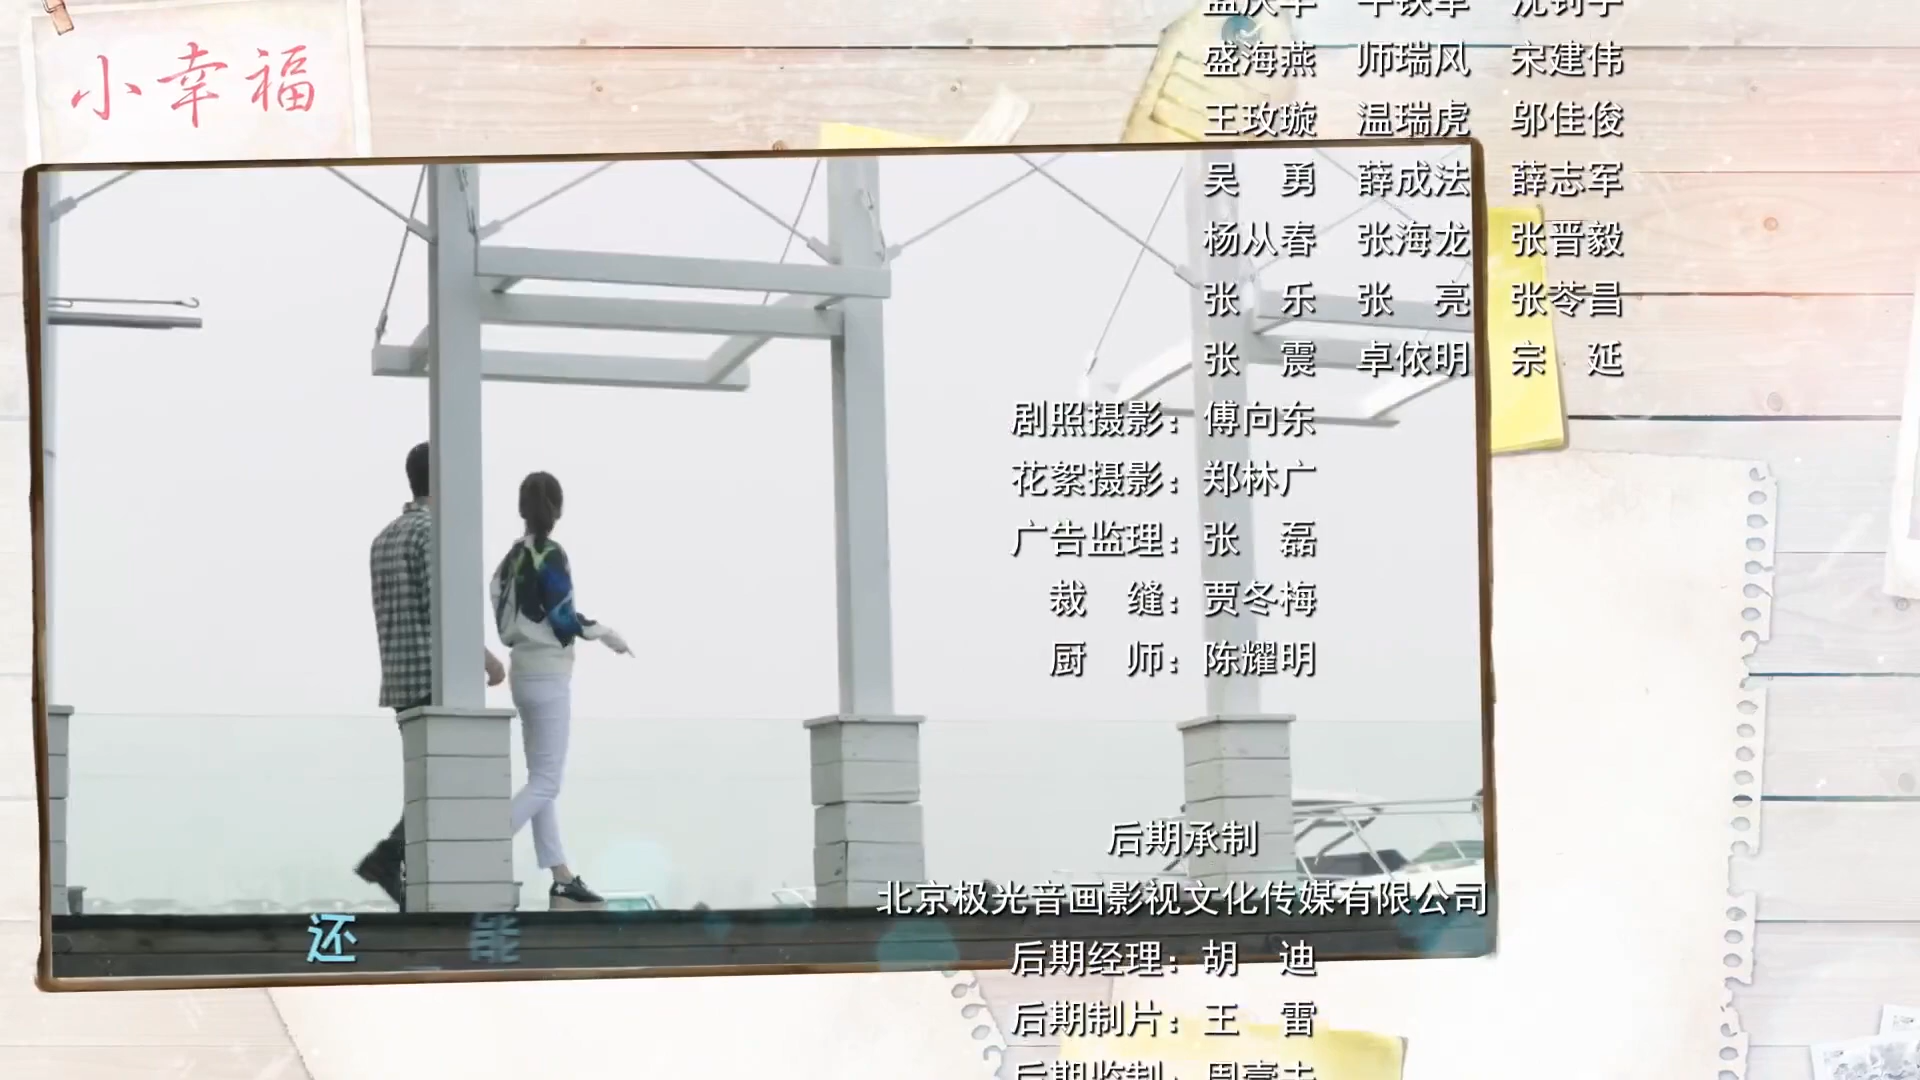 小幸福
盛海燕 师瑞风 宋建伟
王玫璇 温瑞虎 邬佳俊
吴 勇 薛成法 薛志军
杨从春 张海龙 张晋毅
张 乐 张 亮 张苓昌
张 震 卓依明 宗 延
剧照摄影：傅向东
花絮摄影：郑林广
广告监理：张 磊
裁 缝：贾冬梅
厨 师：陈耀明
后期承制
北京极光音画影视文化传媒有限公司
还 能
后期经理：胡 迪
后期制片：王 雷